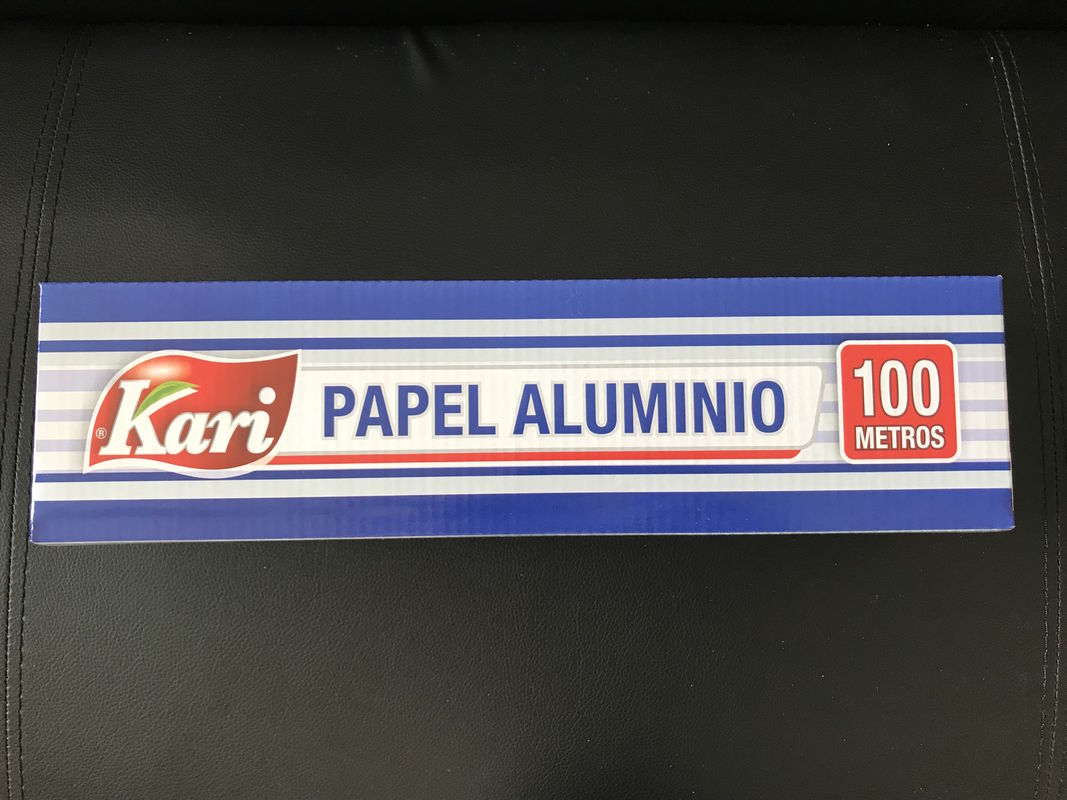 Kari
®
PAPEL ALUMINIO
100
METROS